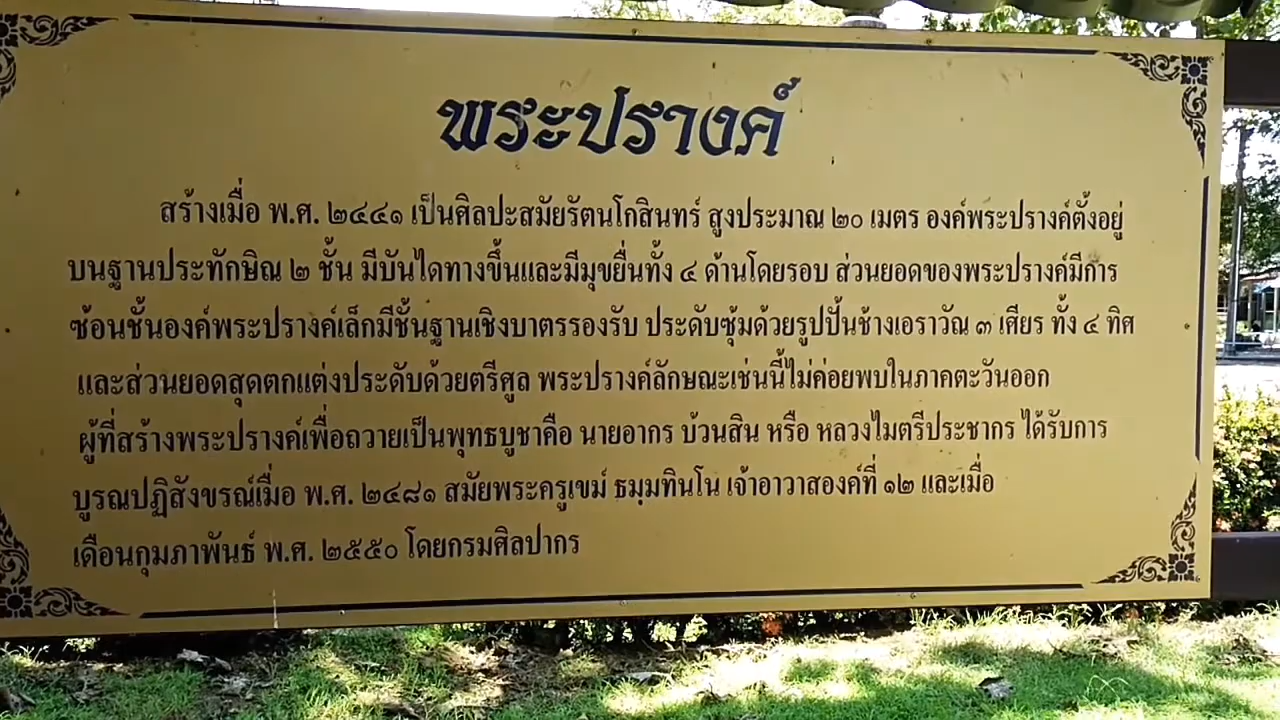 พระปรางค์
สร้างเมื่อ พ.ศ. ๒๔๔๑ เป็นศิลปะสมัยรัตนโกสินทร์ สูงประมาณ ๒๐ เมตร องค์พระปรางค์ตั้งอยู่
บนฐานประทักษิณ ๒ ชั้น มีบันไดทางขึ้นและมีมุขยื่นทั้ง ๔ ด้านโดยรอบ ส่วนยอดของพระปรางค์มีการ
ซ้อนชั้นองค์พระปรางค์เล็กมีชั้นฐานเชิงบาตรรองรับ ประดับซุ้มด้วยรูปปั้นช้างเอราวัณ ๓ เศียร ทั้ง ๔ ทิศ
และส่วนยอดสุดตกแต่งประดับด้วยตรีศูล พระปรางค์ลักษณะเช่นนี้ไม่ค่อยพบในภาคตะวันออก
ผู้ที่สร้างพระปรางค์เพื่อถวายเป็นพุทธบูชาคือ นายอากร บ้วนสิน หรือ หลวงไมตรีประชากร ได้รับการ
บูรณปฏิสังขรณ์เมื่อ พ.ศ. ๒๔๘๑ สมัยพระครูเขม์ ธมฺมทินโน เจ้าอาวาสองค์ที่ ๑๒ และเมื่อ
เดือนกุมภาพันธ์ พ.ศ. ๒๕๕๐ โดยกรมศิลปากร